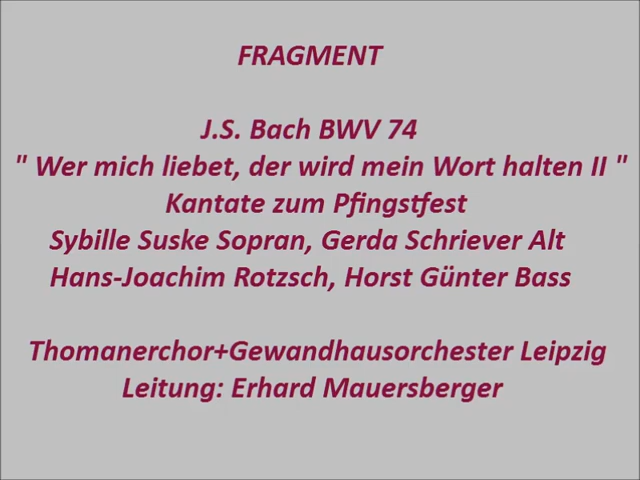 FRAGMENT
J.S. Bach BWV 74
" Wer mich liebet, der wird mein Wort halten II "
Kantate zum Pfingstfest
Sybille Suske Sopran, Gerda Schriever Alt
Hans-Joachim Rotzsch, Horst Günter Bass
Thomanerchor+Gewandhausorchester Leipzig
Leitung: Erhard Mauersberger